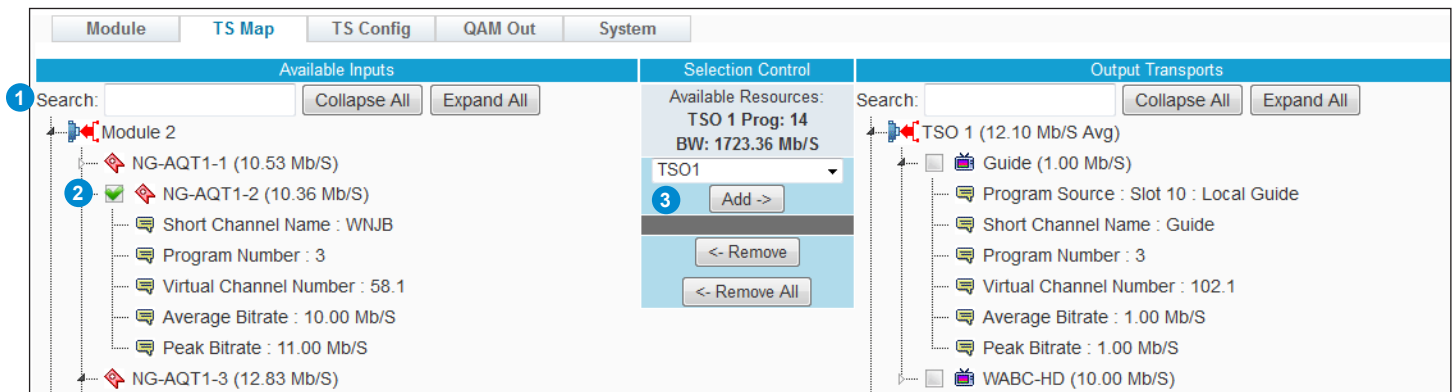 Module TS Map TS Config QAM Out System
Available Inputs Selection Control Output Transports
1 Search: Collapse All Expand All
Available Resources:
TSO 1 Prog: 14
BW: 1723.36 Mb/S
Search: Collapse All Expand All
Module 2
NG-AQT1-1 (10.53 Mb/S)
2 NG-AQT1-2 (10.36 Mb/S)
Short Channel Name : WNJB
Program Number : 3
Virtual Channel Number : 58.1
Average Bitrate : 10.00 Mb/S
Peak Bitrate : 11.00 Mb/S
NG-AQT1-3 (12.83 Mb/S)
TSO1
3 Add ->
<- Remove
<- Remove All
TSO 1 (12.10 Mb/S Avg)
Guide (1.00 Mb/S)
Program Source : Slot 10 : Local Guide
Short Channel Name : Guide
Program Number : 3
Virtual Channel Number : 102.1
Average Bitrate : 1.00 Mb/S
Peak Bitrate : 1.00 Mb/S
WABC-HD (10.00 Mb/S)